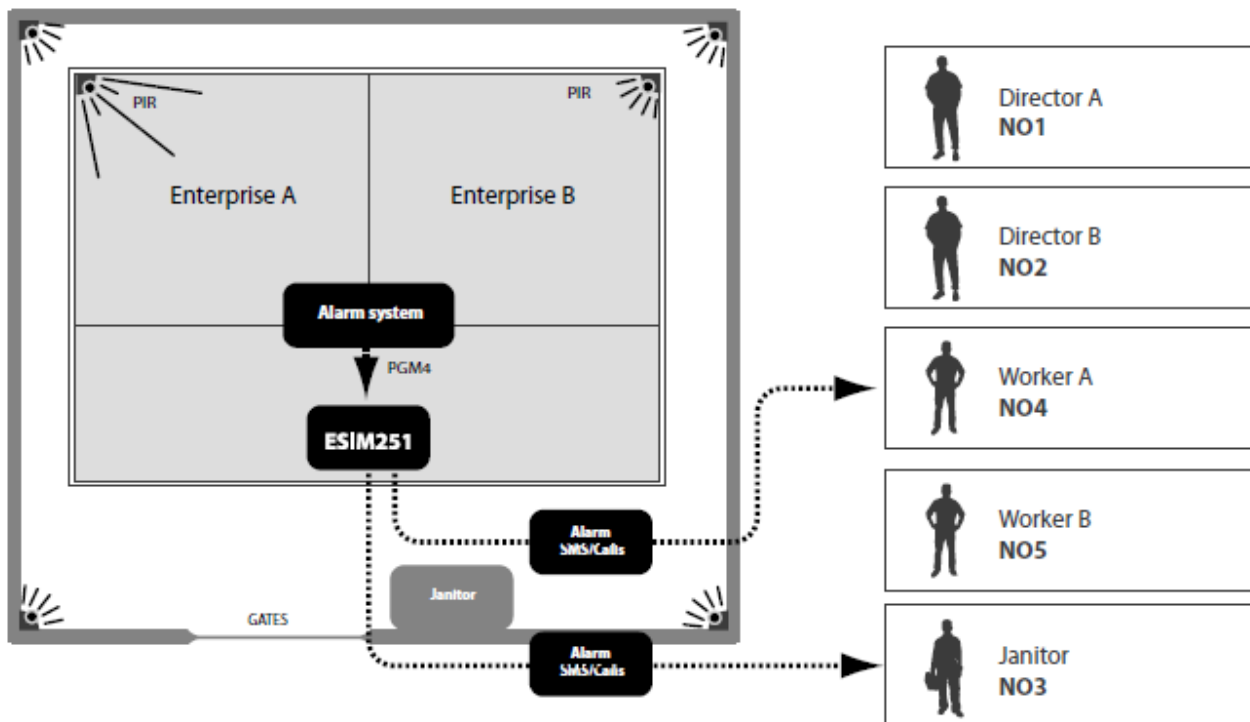 PIR
PIR
Enterprise A
Enterprise B
Alarm system
PGM4
ESIM251
Alarm
SMS/Calls
Janitor
GATES
Alarm
SMS/Calls
Director A
NO1
Director B
NO2
Worker A
NO4
Worker B
NO5
Janitor
NO3